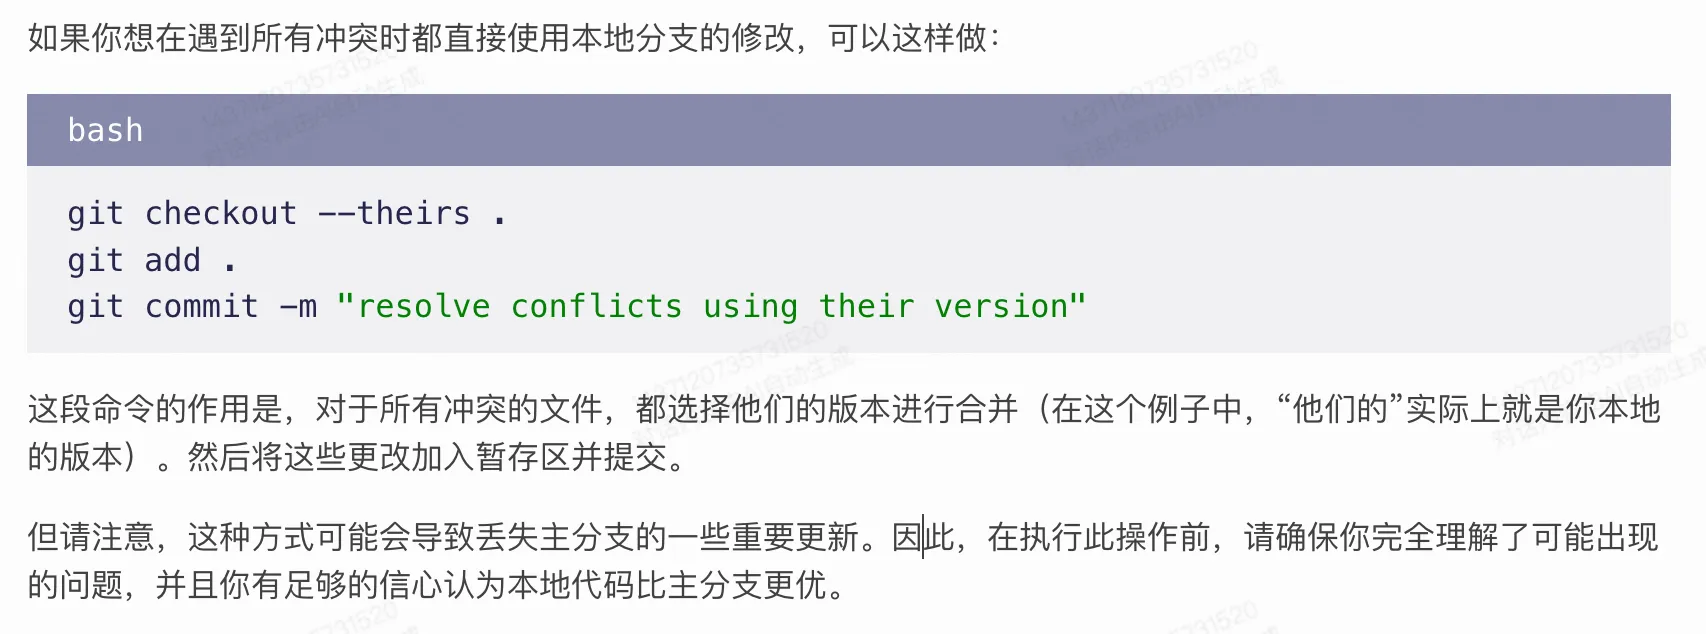 如果你想在遇到所有冲突时都直接使用本地分支的修改，可以这样做：
bash
git checkout --theirs .
git add .
git commit -m "resolve conflicts using their version"
这段命令的作用是，对于所有冲突的文件，都选择他们的版本进行合并（在这个例子中，“他们的”实际上就是你本地
的版本）。然后将这些更改加入暂存区并提交。
但请注意，这种方式可能会导致丢失主分支的一些重要更新。因此，在执行此操作前，请确保你完全理解了可能出现
的问题，并且你有足够的信心认为本地代码比主分支更优。